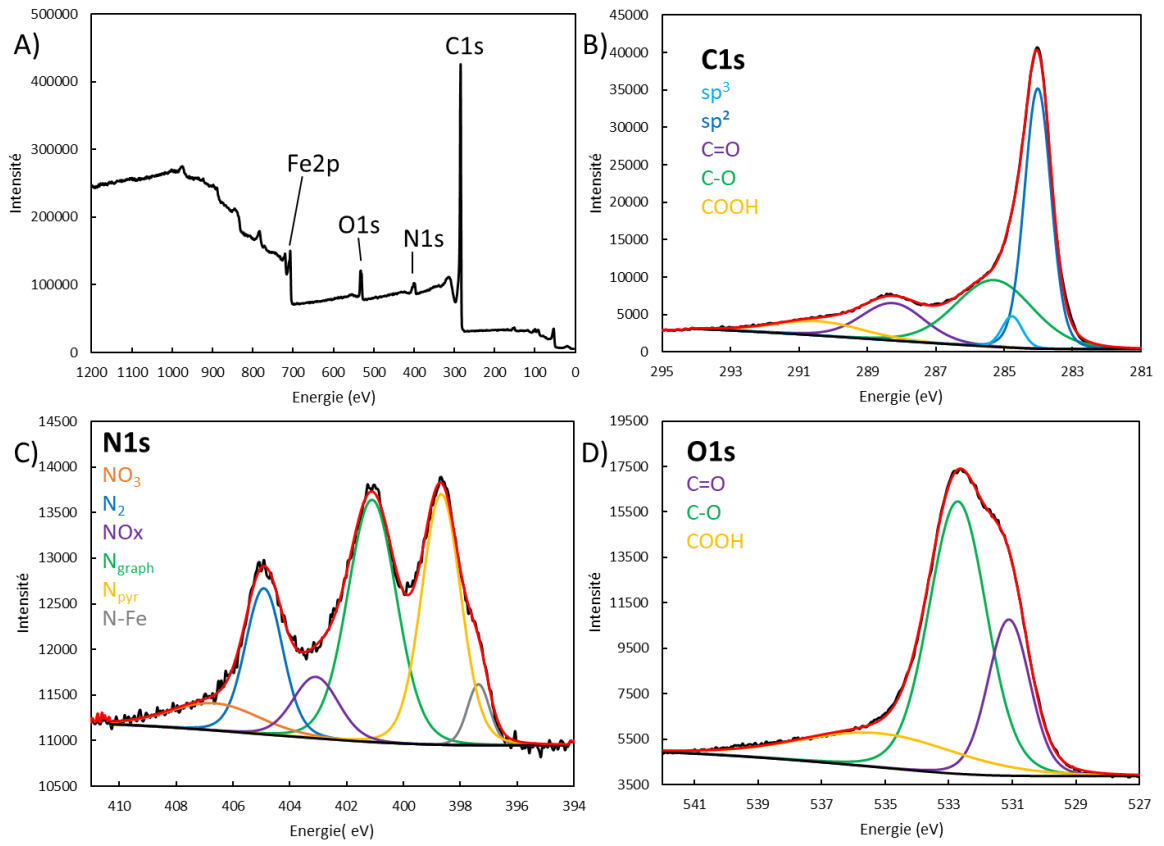 A)
500000
400000
300000
200000
100000
0
Intensité
Fe2p
O1s
N1s
C1s
1200 1100 1000 900 800 700 600 500 400 300 200 100 0
Energie (eV)
B)
45000
40000
35000
30000
25000
20000
15000
10000
5000
0
Intensité
C1s
sp³
sp²
C=O
C-O
COOH
295 293 291 289 287 285 283 281
Energie (eV)
C)
14500
14000
13500
13000
12500
12000
11500
11000
10500
Intensité
N1s
NO₃
N₂
NOx
Ngraph
Npyr
N-Fe
410 408 406 404 402 400 398 396 394
Energie( eV)
D)
19500
17500
15500
13500
11500
9500
7500
5500
3500
Intensité
O1s
C=O
C-O
COOH
541 539 537 535 533 531 529 527
Energie (eV)